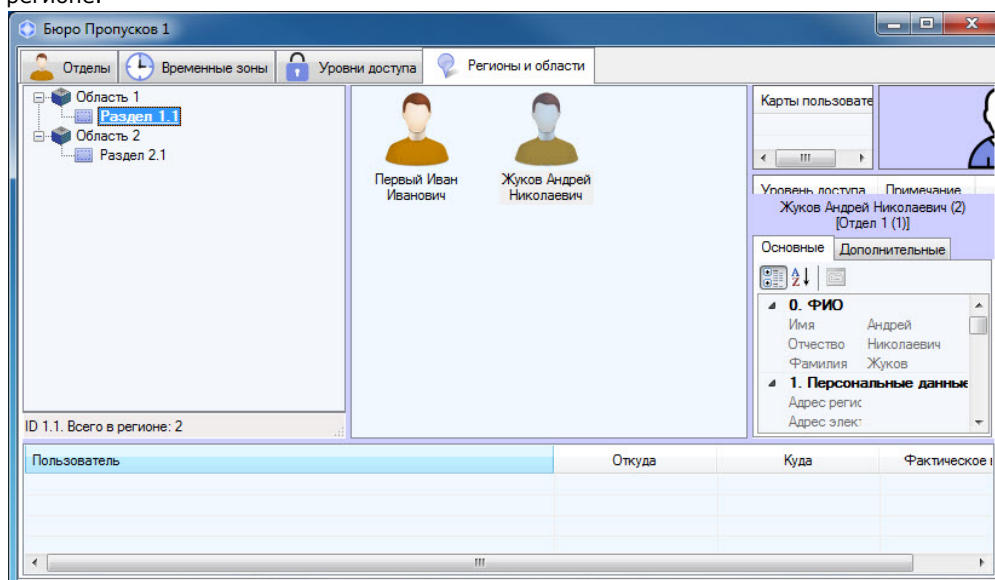 регионе.
Бюро Пропусков 1
Отделы Временные зоны Уровни доступа Регионы и области
Область 1
Раздел 1.1
Область 2
Раздел 2.1
ID 1.1. Всего в регионе: 2
Первый Иван
Иванович
Жуков Андрей
Николаевич
Карты пользовате
Уровень доступа Примечание
Жуков Андрей Николаевич (2)
[Отдел 1 (1)]
Основные Дополнительные
0. ФИО
Имя Андрей
Отчество Николаевич
Фамилия Жуков
1. Персональные данные
Адрес регис
Адрес элект
Пользователь Откуда Куда Фактическое